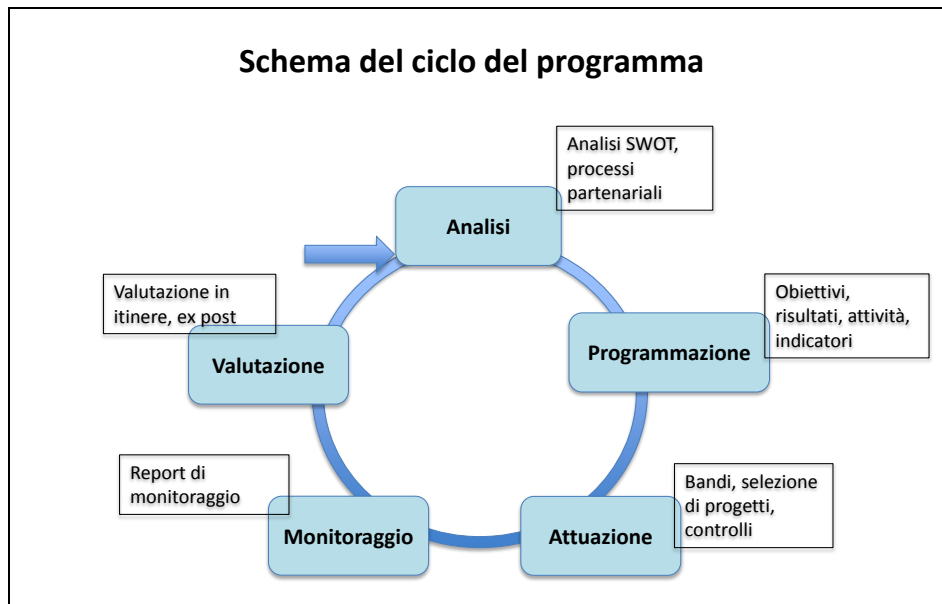 Schema del ciclo del programma
Analisi SWOT,
processi
partenariali
Analisi
Obiettivi,
risultati, attività,
indicatori
Programmazione
Bandi, selezione
di progetti,
controlli
Attuazione
Report di
monitoraggio
Monitoraggio
Valutazione in
itinere, ex post
Valutazione